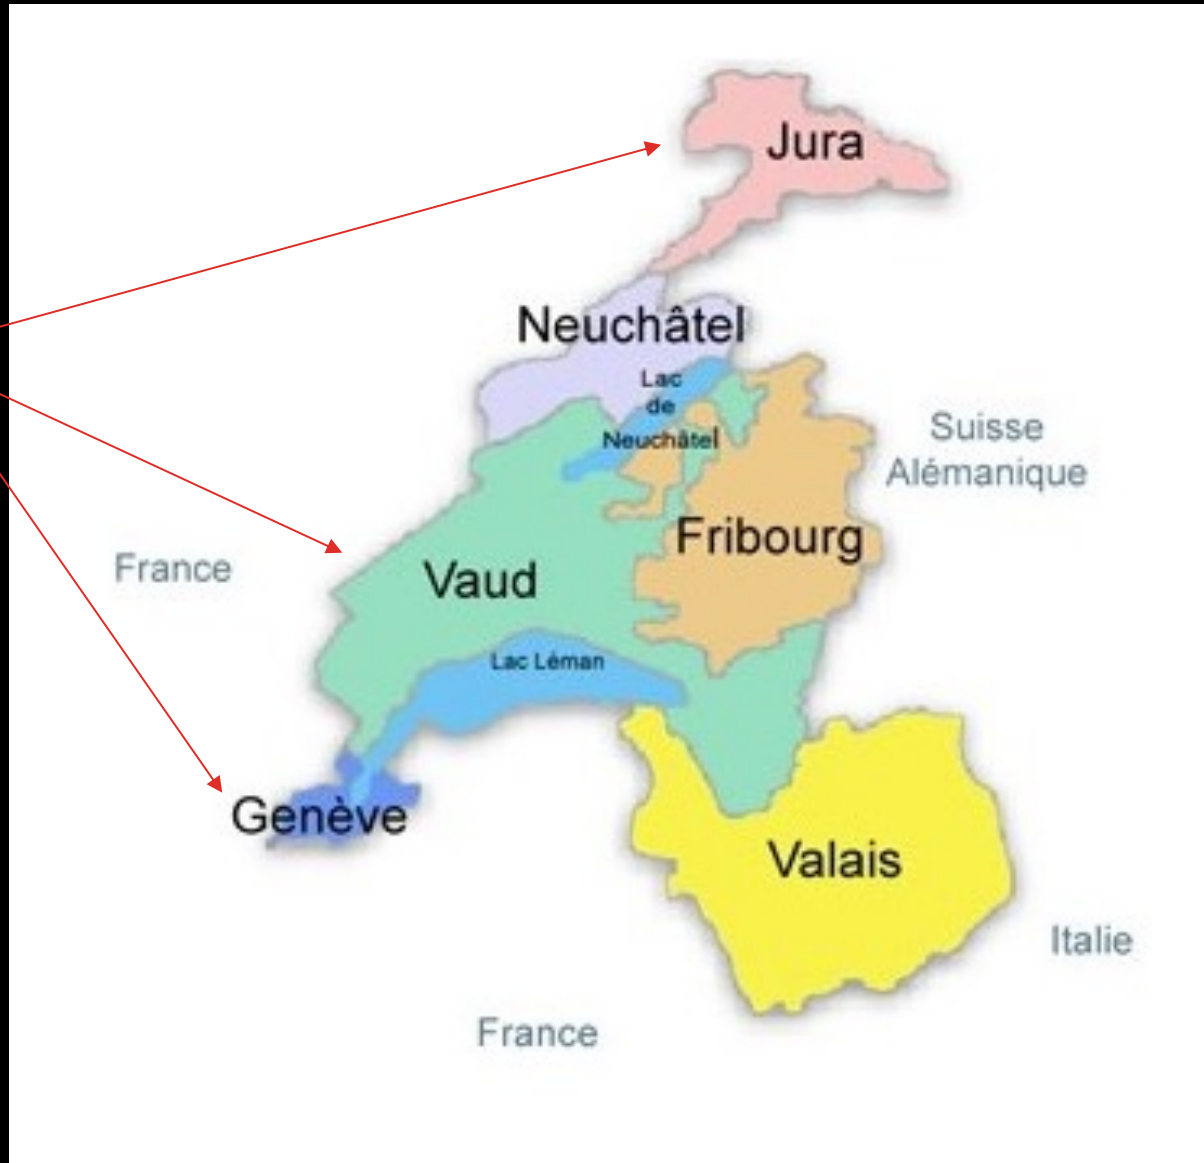 Jura
Neuchâtel
Lac
de
Neuchâtel
Suisse
Alémanique
Fribourg
France
Vaud
Lac Léman
Genève
Valais
Italie
France